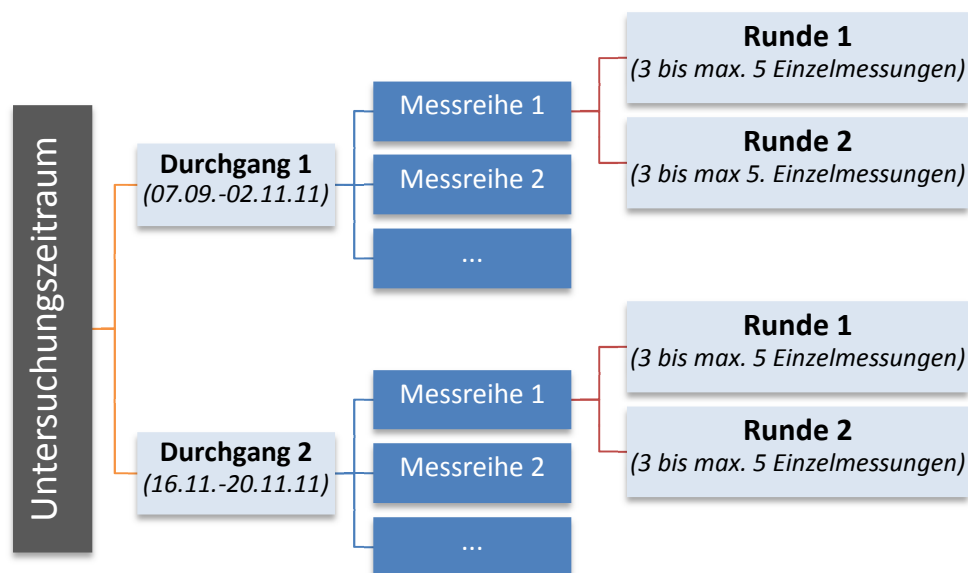 Untersuchungszeitraum
Durchgang 1
(07.09.-02.11.11)
Messreihe 1
Messreihe 2
...
Runde 1
(3 bis max. 5 Einzelmessungen)
Runde 2
(3 bis max 5. Einzelmessungen)
Durchgang 2
(16.11.-20.11.11)
Messreihe 1
Messreihe 2
...
Runde 1
(3 bis max. 5 Einzelmessungen)
Runde 2
(3 bis max. 5 Einzelmessungen)